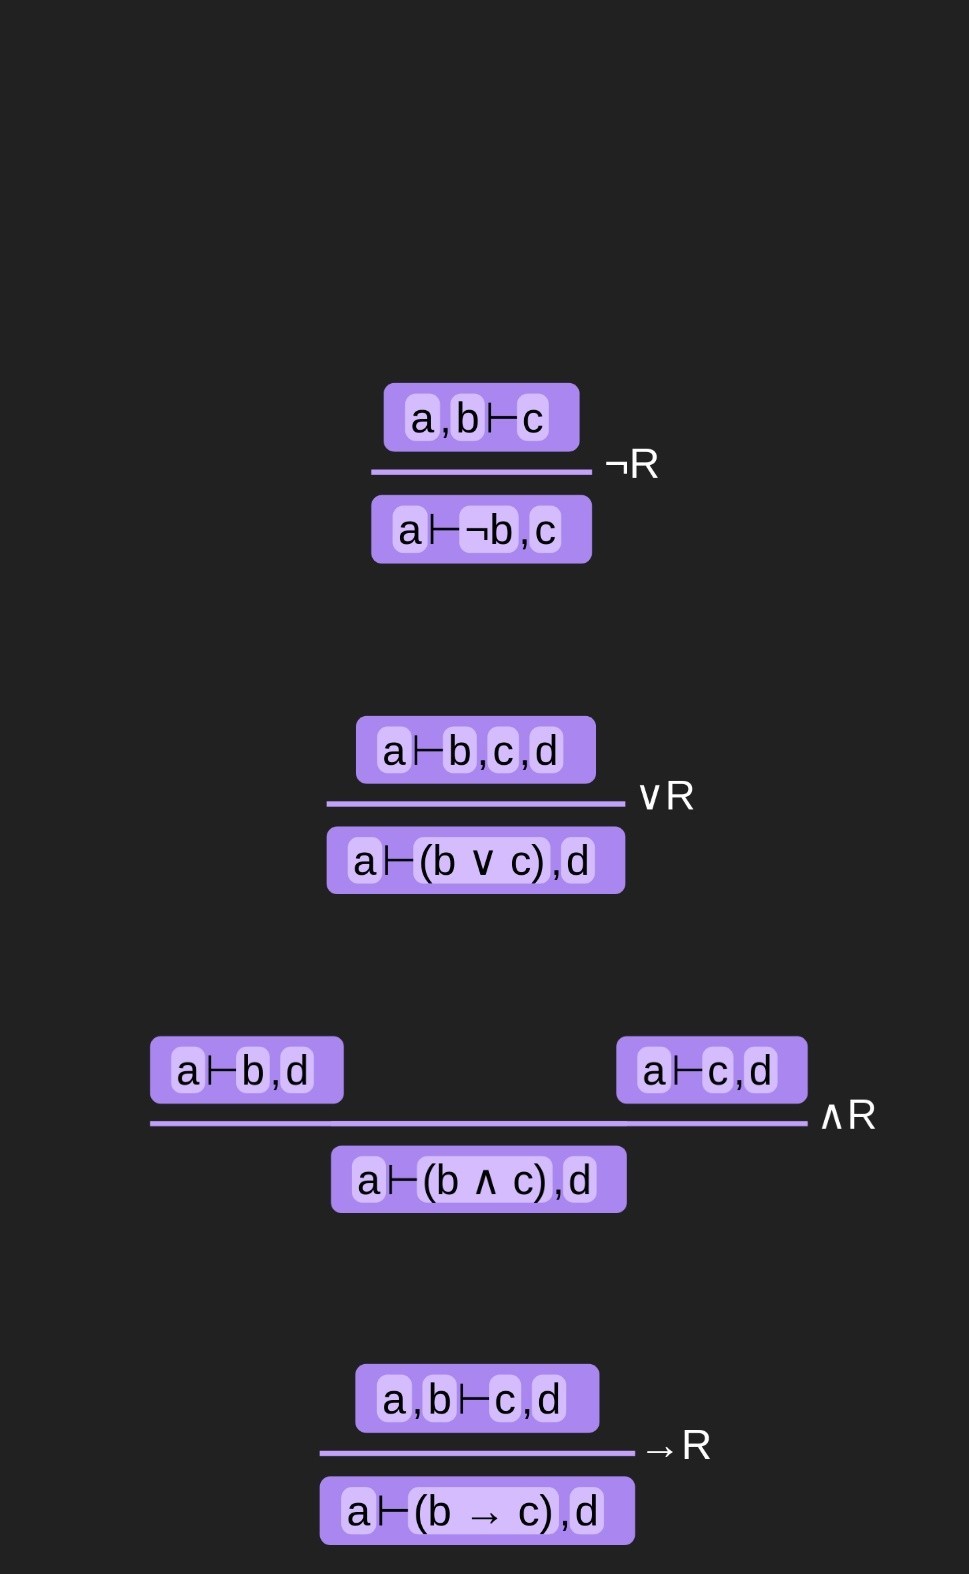 a,b⊢c
¬R
a⊢¬b,c
a⊢b,c,d
∨R
a⊢(b ∨ c),d
a⊢b,d a⊢c,d
∧R
a⊢(b ∧ c),d
a,b⊢c,d
→R
a⊢(b → c),d